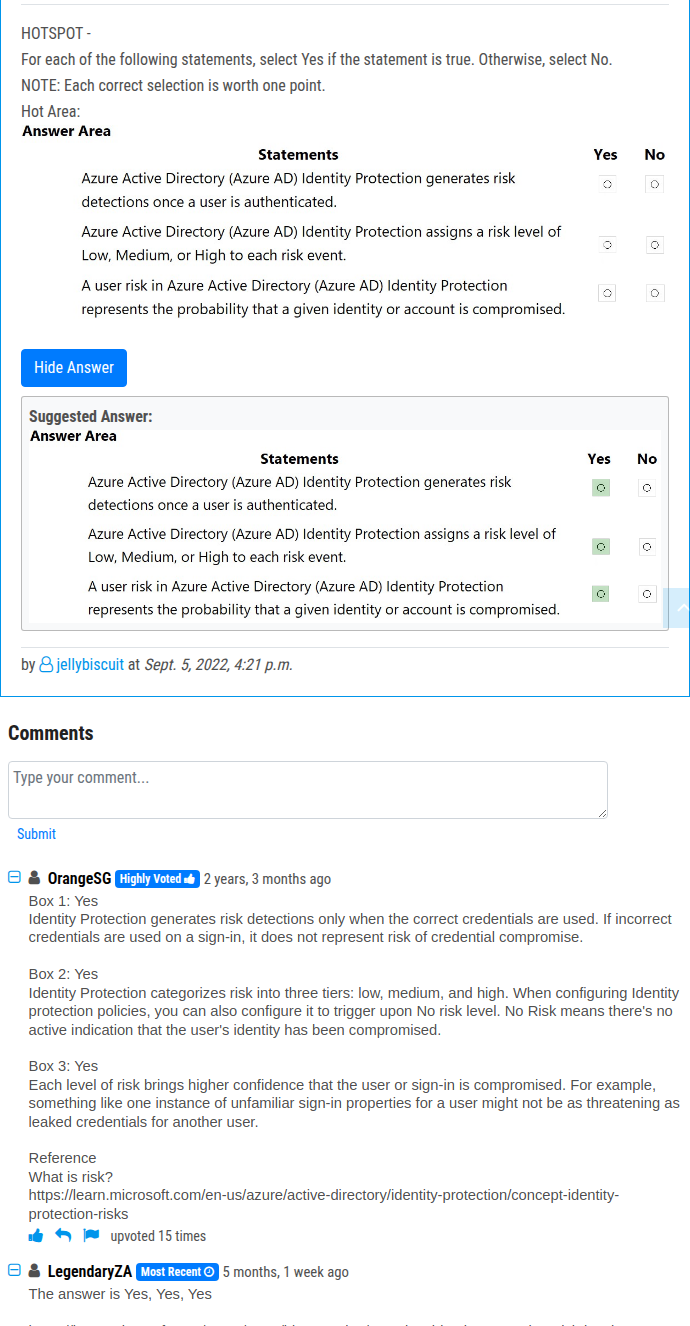 HOTSPOT -
For each of the following statements, select Yes if the statement is true. Otherwise, select No.
NOTE: Each correct selection is worth one point.
Hot Area:
Answer Area
Statements Yes No
Azure Active Directory (Azure AD) Identity Protection generates risk
detections once a user is authenticated.
Azure Active Directory (Azure AD) Identity Protection assigns a risk level of
Low, Medium, or High to each risk event.
A user risk in Azure Active Directory (Azure AD) Identity Protection
represents the probability that a given identity or account is compromised.
Hide Answer
Suggested Answer:
Answer Area
Statements Yes No
Azure Active Directory (Azure AD) Identity Protection generates risk
detections once a user is authenticated.
Azure Active Directory (Azure AD) Identity Protection assigns a risk level of
Low, Medium, or High to each risk event.
A user risk in Azure Active Directory (Azure AD) Identity Protection
represents the probability that a given identity or account is compromised.
by jellybiscuit at Sept. 5, 2022, 4:21 p.m.
Comments
Type your comment...
Submit
OrangeSG Highly Voted 2 years, 3 months ago
Box 1: Yes
Identity Protection generates risk detections only when the correct credentials are used. If incorrect
credentials are used on a sign-in, it does not represent risk of credential compromise.
Box 2: Yes
Identity Protection categorizes risk into three tiers: low, medium, and high. When configuring Identity
protection policies, you can also configure it to trigger upon No risk level. No Risk means there's no
active indication that the user's identity has been compromised.
Box 3: Yes
Each level of risk brings higher confidence that the user or sign-in is compromised. For example,
something like one instance of unfamiliar sign-in properties for a user might not be as threatening as
leaked credentials for another user.
Reference
What is risk?
https://learn.microsoft.com/en-us/azure/active-directory/identity-protection/concept-identity-
protection-risks
upvoted 15 times
LegendaryZA Most Recent 5 months, 1 week ago
The answer is Yes, Yes, Yes